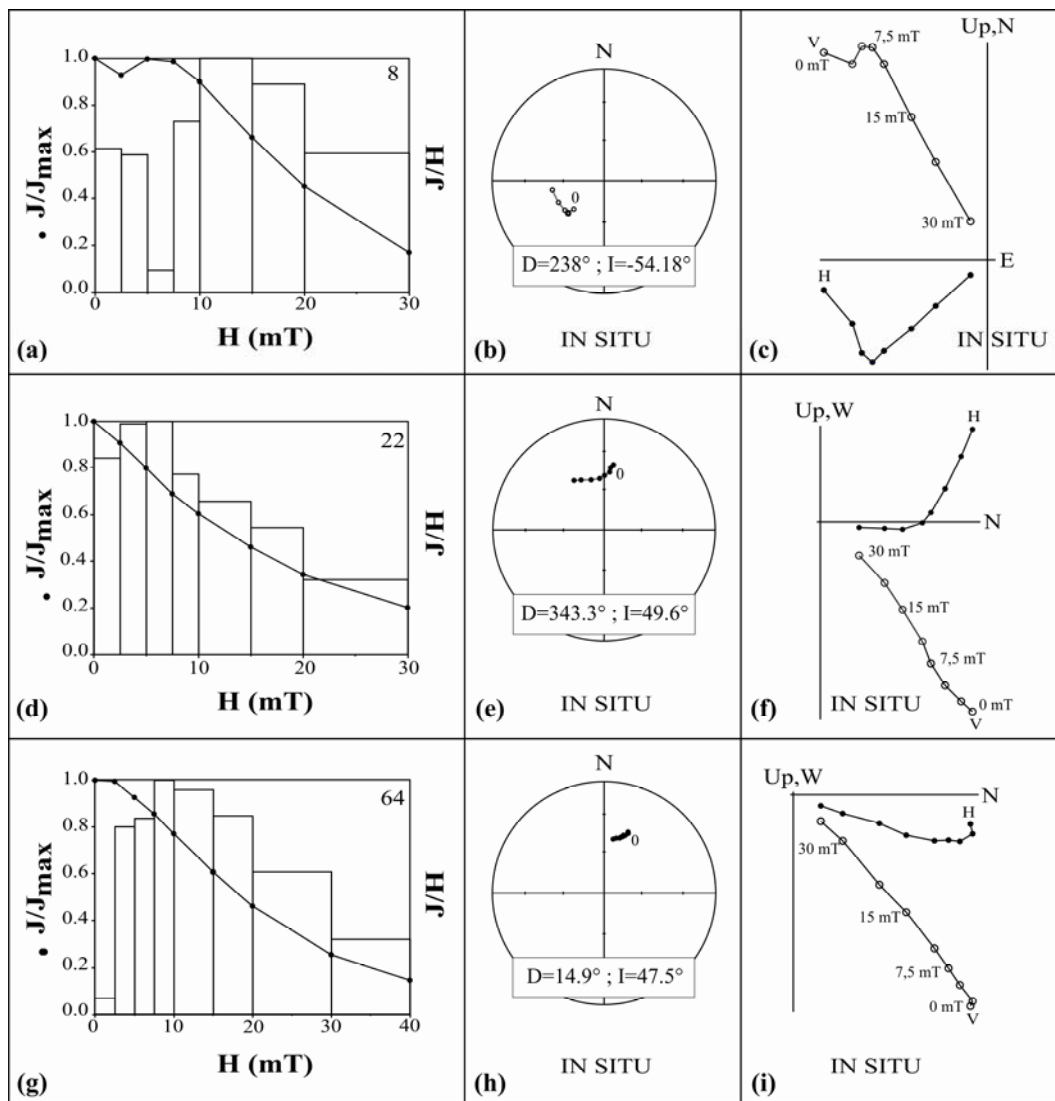 1.0
0.8
0.6
0.4
0.2
0.0
0
10
20
30
8
• J/Jmax
J/H
H (mT)
(a)
N
0
D=238° ; I=-54.18°
IN SITU
(b)
Up,N
V
7,5 mT
0 mT
15 mT
30 mT
E
H
IN SITU
(c)
1.0
0.8
0.6
0.4
0.2
0.0
0
10
20
30
22
• J/Jmax
J/H
H (mT)
(d)
N
0
D=343.3° ; I=49.6°
IN SITU
(e)
Up,W
H
N
30 mT
15 mT
7,5 mT
0 mT
V
IN SITU
(f)
1.0
0.8
0.6
0.4
0.2
0.0
0
10
20
30
40
64
• J/Jmax
J/H
H (mT)
(g)
N
0
D=14.9° ; I=47.5°
IN SITU
(h)
Up,W
N
H
30 mT
15 mT
7,5 mT
0 mT
V
IN SITU
(i)